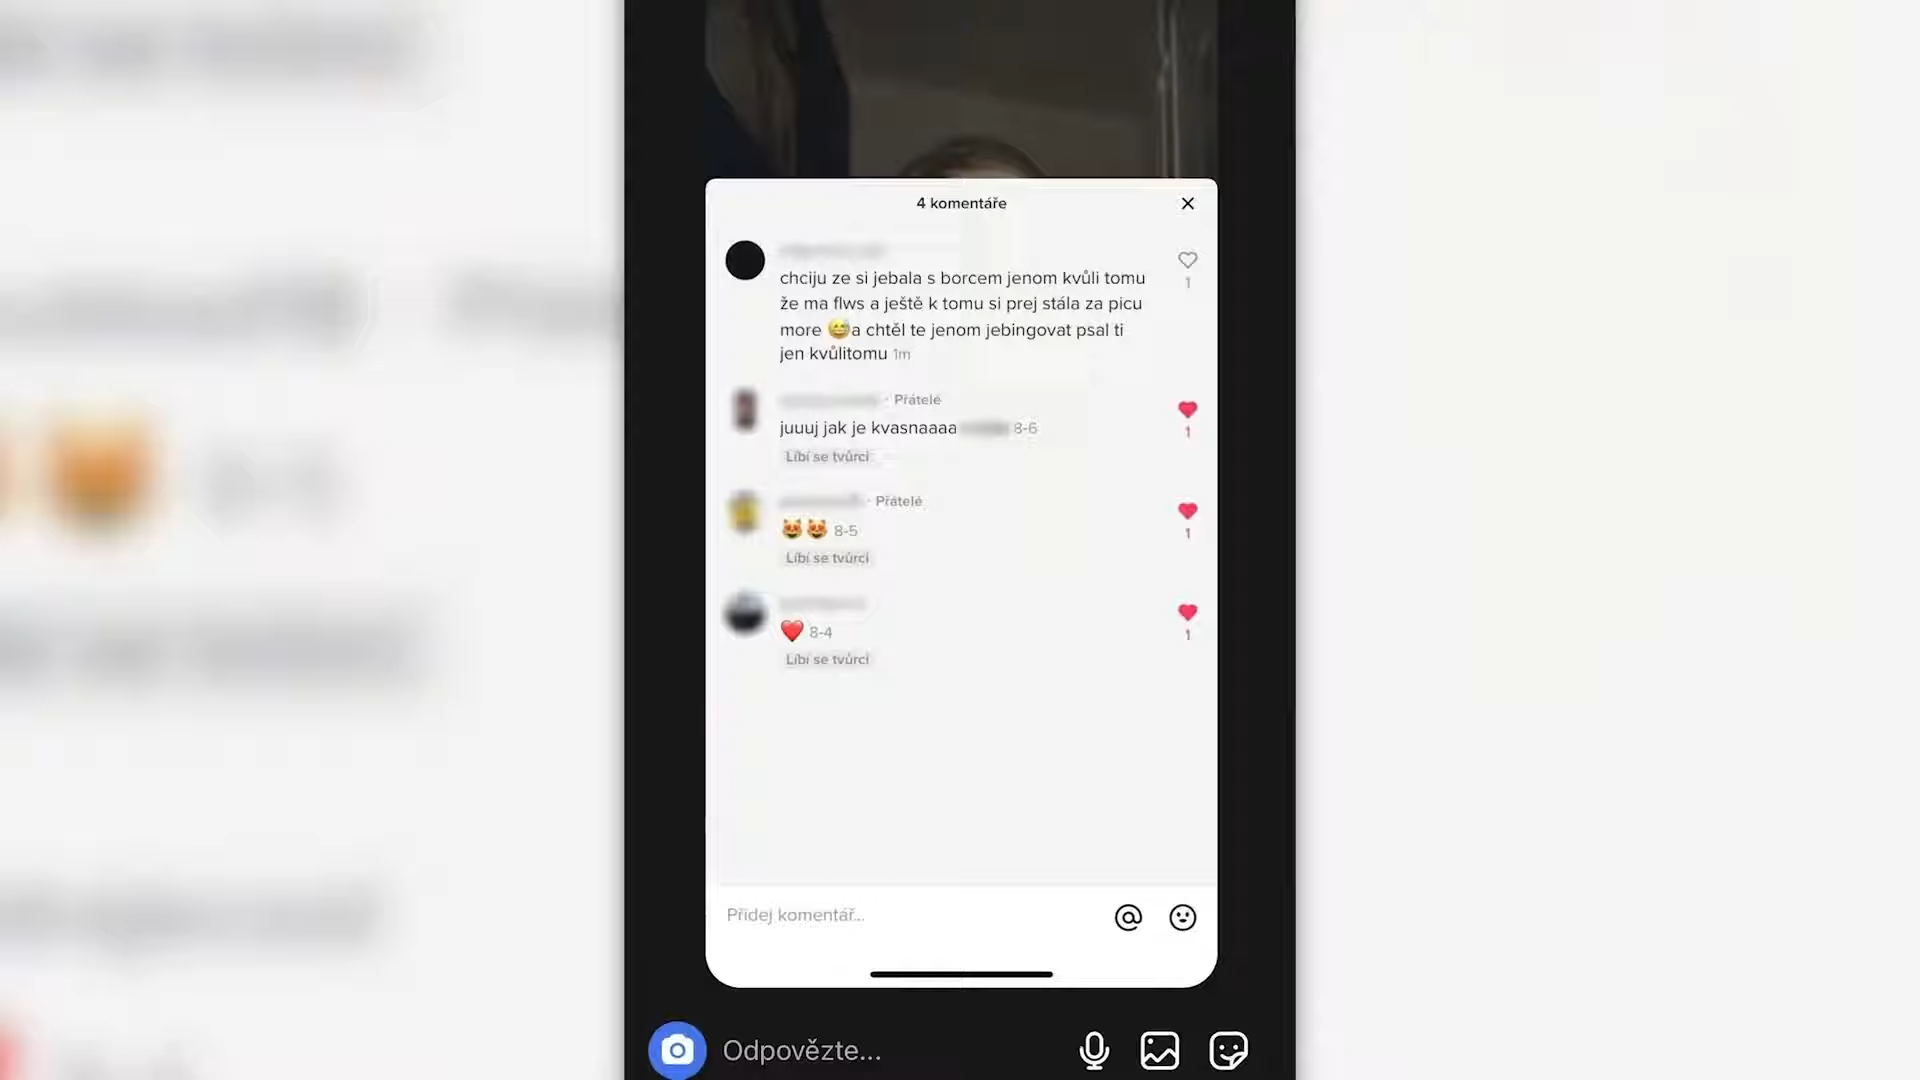 4 komentáře
chciju ze si jebala s borcem jenom kvůli tomu
že ma flws a ještě k tomu si prej stála za picu
more 😅a chtěl te jenom jebingovat psal ti
jen kvůlitomu 1m
1
· Přátelé
juuuj jak je kvasnaaaa 8-6
1
Líbí se tvůrci
· Přátelé
😻😻 8-5
1
Líbí se tvůrci
❤️ 8-4
1
Líbí se tvůrci
Přidej komentář...
Odpovězte...